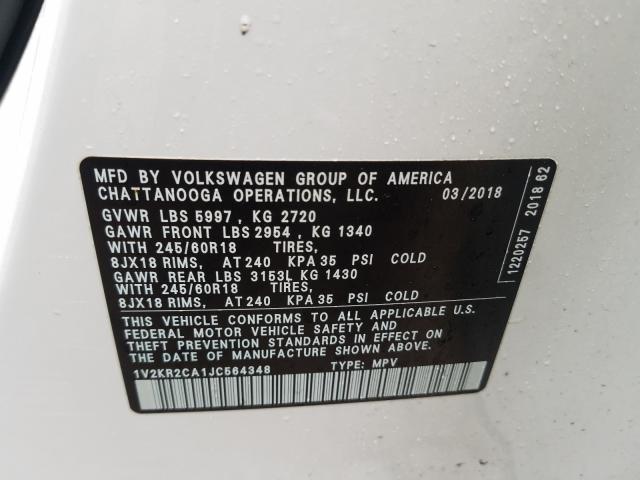 MFD BY VOLKSWAGEN GROUP OF AMERICA
CHATTANOOGA OPERATIONS, LLC. 03/2018
GVWR LBS 5997 , KG 2720
GAWR FRONT LBS 2954 , KG 1340
WITH 245/60R18 TIRES,
8JX18 RIMS, AT 240 KPA 35 PSI COLD
GAWR REAR LBS 3153L KG 1430
WITH 245/60R18 TIRES,
8JX18 RIMS, AT 240 KPA 35 PSI COLD
THIS VEHICLE CONFORMS TO ALL APPLICABLE U.S.
FEDERAL MOTOR VEHICLE SAFETY AND
THEFT PREVENTION STANDARDS IN EFFECT ON
THE DATE OF MANUFACTURE SHOWN ABOVE.
1V2KR2CA1JC564348 TYPE: MPV
1220257 2018 62